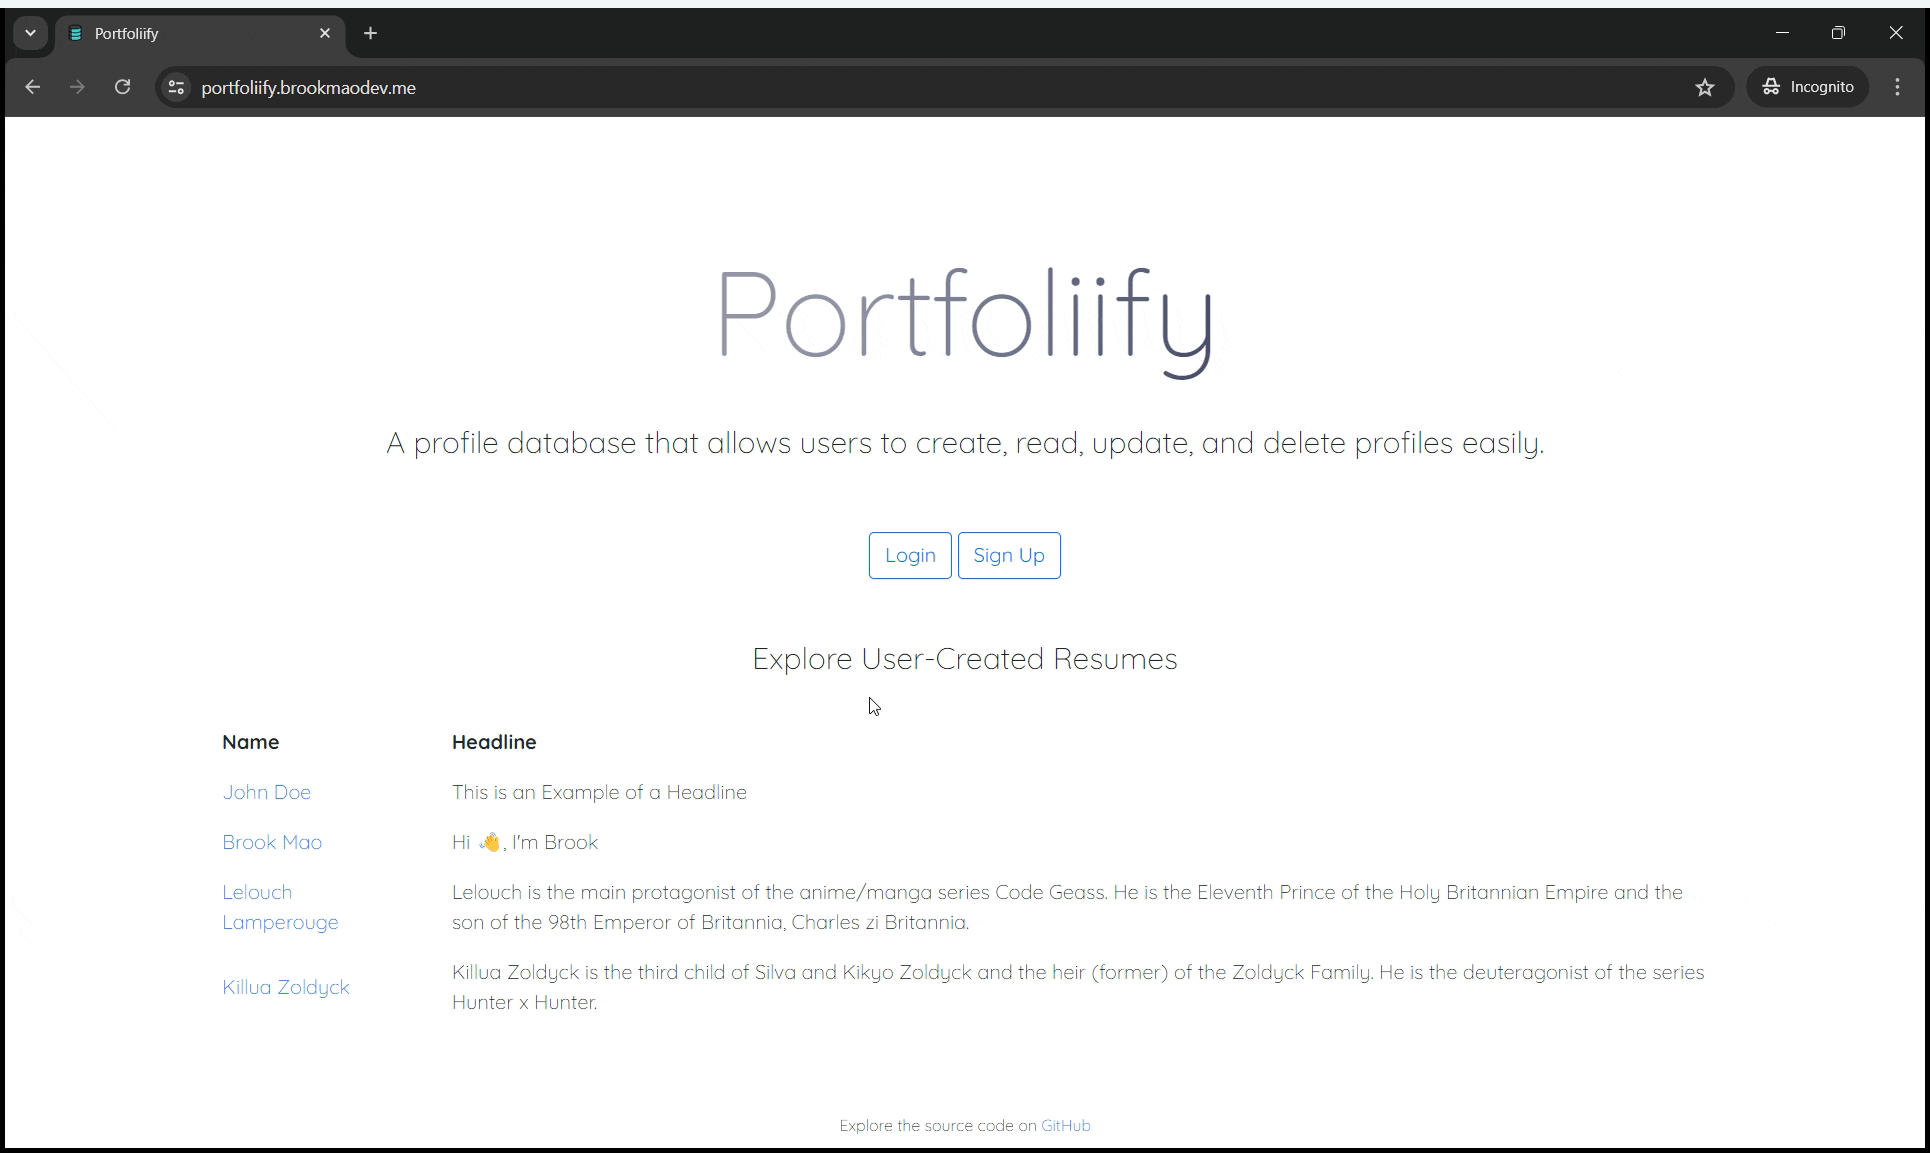 Portfoliify
portfoliify.brookmaodev.me
Incognito
Portfoliify
A profile database that allows users to create, read, update, and delete profiles easily.
Login Sign Up
Explore User-Created Resumes
Name Headline
John Doe This is an Example of a Headline
Brook Mao Hi 👋, I'm Brook
Lelouch Lelouch is the main protagonist of the anime/manga series Code Geass. He is the Eleventh Prince of the Holy Britannian Empire and the
Lamperouge son of the 98th Emperor of Britannia, Charles zi Britannia.
Killua Zoldyck Killua Zoldyck is the third child of Silva and Kikyo Zoldyck and the heir (former) of the Zoldyck Family. He is the deuteragonist of the series
Hunter x Hunter.
Explore the source code on GitHub